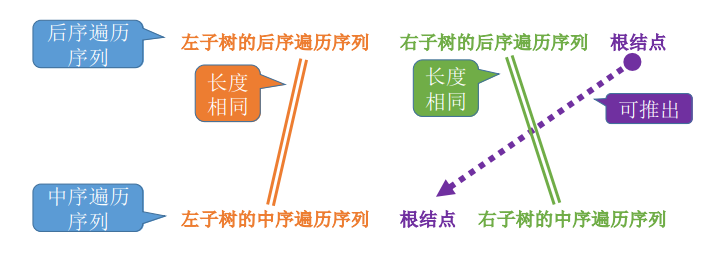 后序遍历
序列
左子树的后序遍历序列 右子树的后序遍历序列 根结点
长度
相同
长度
相同
可推出
中序遍历
序列
左子树的中序遍历序列 根结点 右子树的中序遍历序列